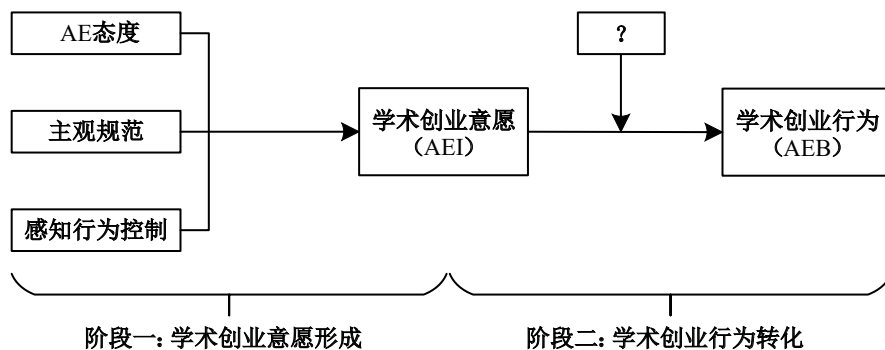 AE态度
?
主观规范
学术创业意愿
（AEI）
学术创业行为
（AEB）
感知行为控制
阶段一：学术创业意愿形成
阶段二：学术创业行为转化